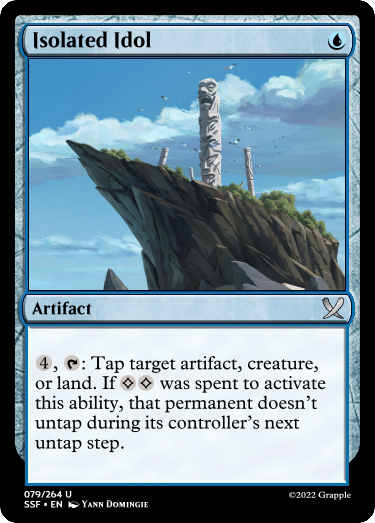 Isolated Idol
Artifact
4, : Tap target artifact, creature,
or land. If was spent to activate
this ability, that permanent doesn't
untap during its controller's next
untap step.
079/264 U
SSF • EN Yann Domingie
©2022 Grapple